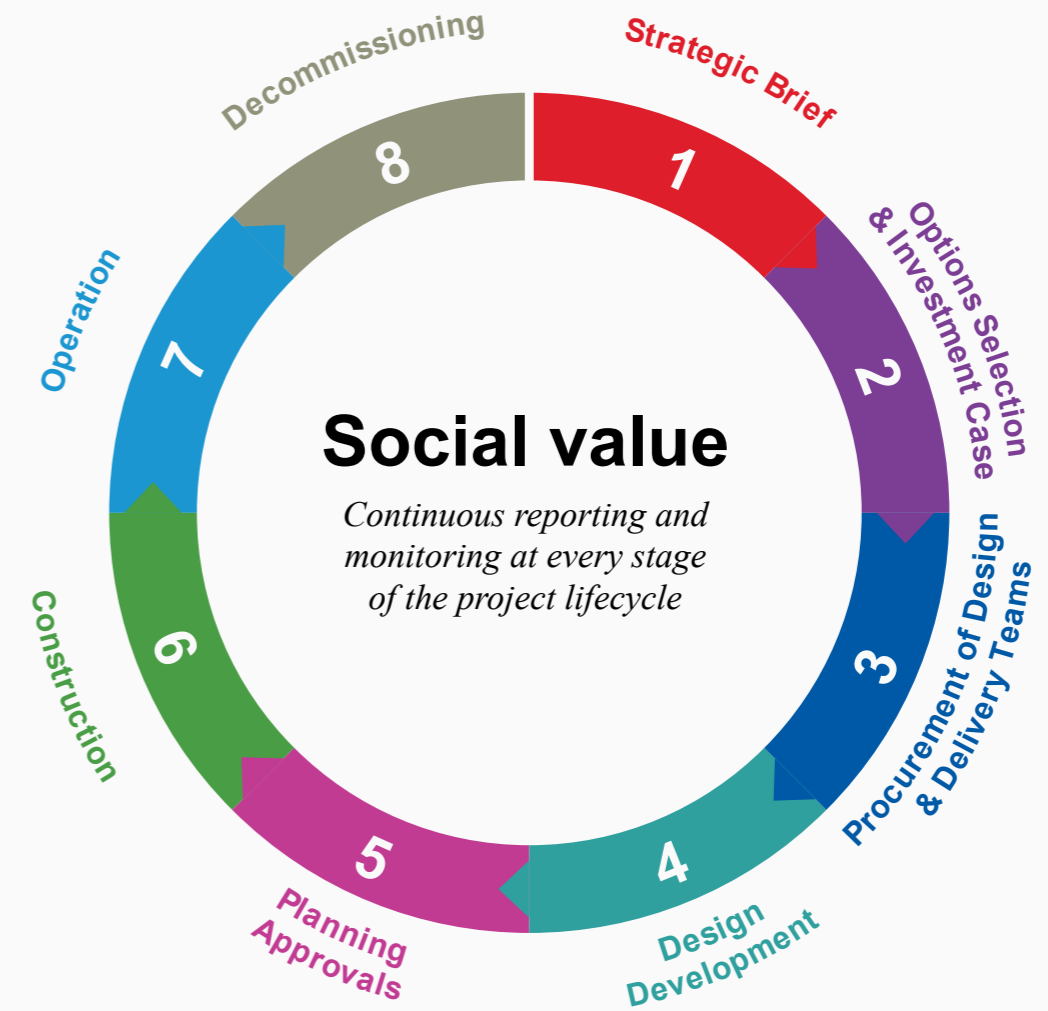 Social value
Continuous reporting and
monitoring at every stage
of the project lifecycle
1
Strategic Brief
2
Options Selection
& Investment Case
3
Procurement of Design
& Delivery Teams
4
Design
Development
5
Planning
Approvals
6
Construction
7
Operation
8
Decommissioning